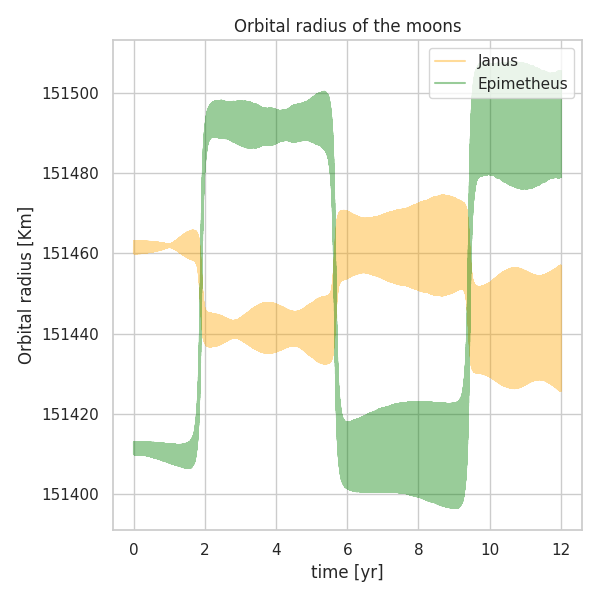 Orbital radius of the moons
Janus
Epimetheus
Orbital radius [Km]
151500
151480
151460
151440
151420
151400
0 2 4 6 8 10 12
time [yr]